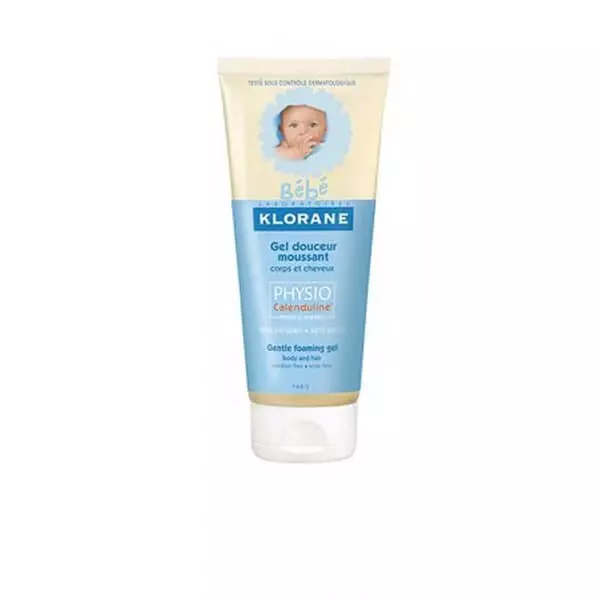 TESTÉ SOUS CONTRÔLE DERMATOLOGIQUE
Bébé
LABORATOIRES
KLORANE
Gel douceur
moussant
corps et cheveux
PHYSIO
Calenduline
Gentle foaming gel
body and hair
PARIS